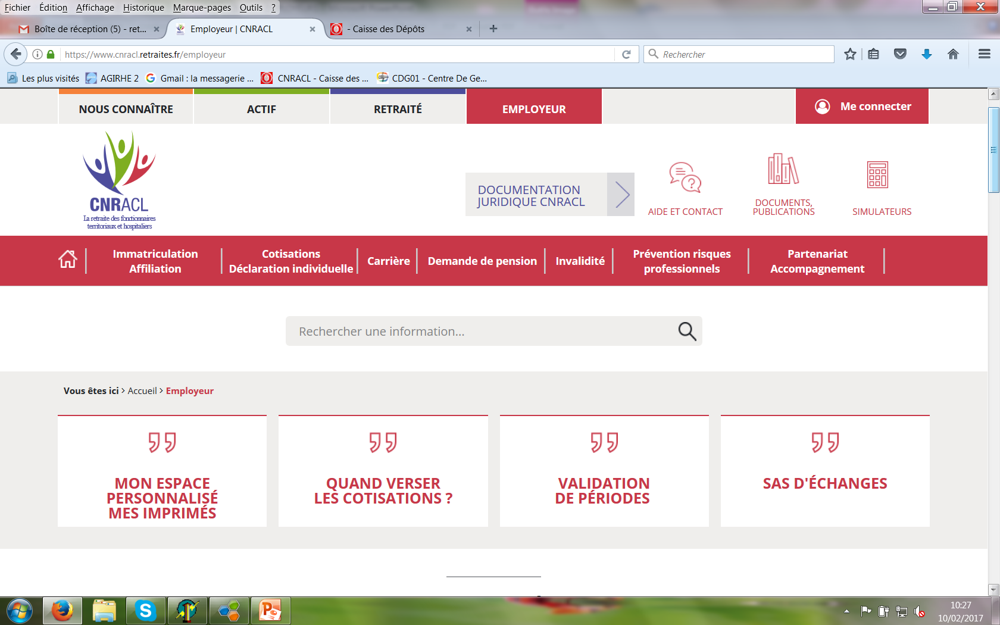 Fichier Édition Affichage Historique Marque-pages Outils ?
Boîte de réception (5) - ret... Employeur | CNRACL - Caisse des Dépôts
https://www.cnracl.retraites.fr/employeur Rechercher
Les plus visités AGIRHE 2 Gmail : la messagerie ... CNRACL - Caisse des ... CDG01 - Centre De Ge...
NOUS CONNAÎTRE ACTIF RETRAITÉ EMPLOYEUR Me connecter
CNRACL
La retraite des fonctionnaires
territoriaux et hospitaliers
DOCUMENTATION
JURIDIQUE CNRACL
AIDE ET CONTACT
DOCUMENTS,
PUBLICATIONS
SIMULATEURS
Immatriculation
Affiliation
Cotisations
Déclaration individuelle
Carrière
Demande de pension
Invalidité
Prévention risques
professionnels
Partenariat
Accompagnement
Rechercher une information...
Vous êtes ici > Accueil > Employeur
MON ESPACE
PERSONNALISÉ
MES IMPRIMÉS
QUAND VERSER
LES COTISATIONS ?
VALIDATION
DE PÉRIODES
SAS D'ÉCHANGES
10:27
10/02/2017